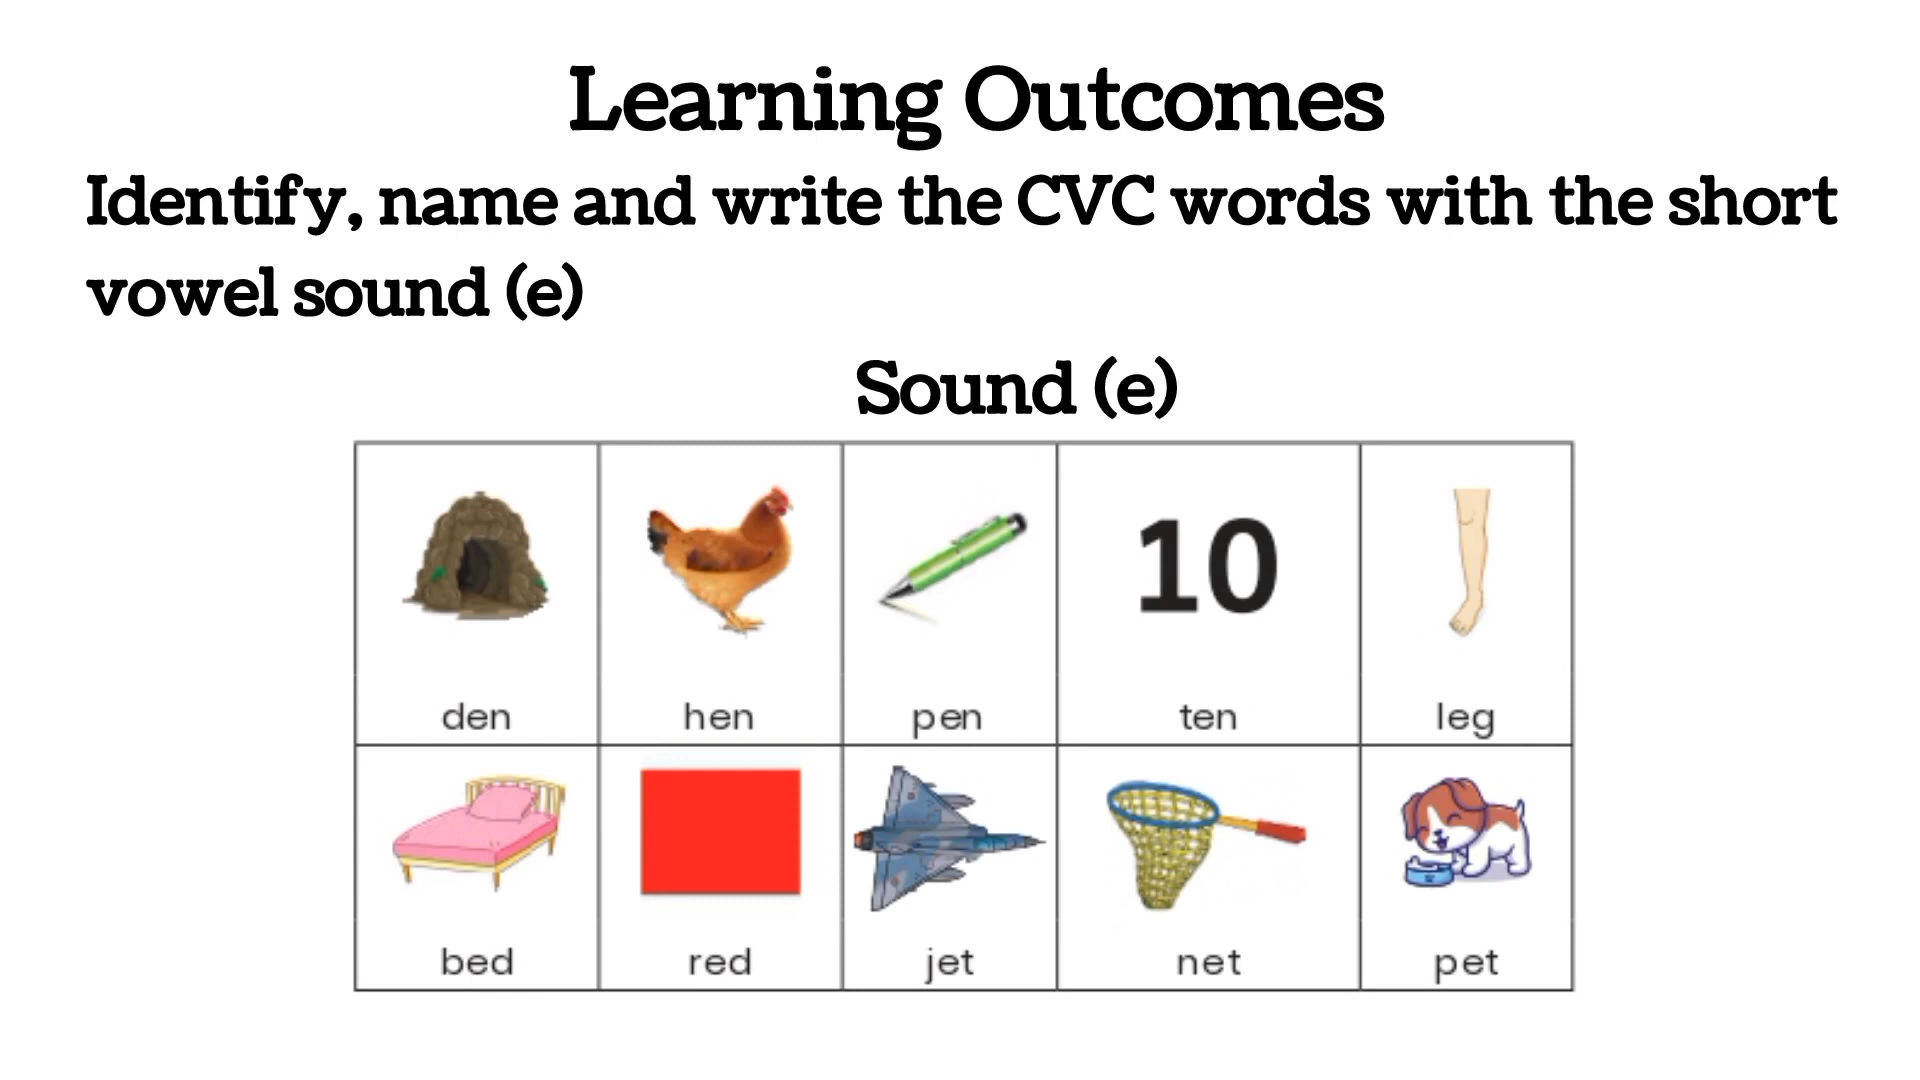 Learning Outcomes
Identify, name and write the CVC words with the short
vowel sound (e)
Sound (e)
10
den hen pen ten leg
bed red jet net pet